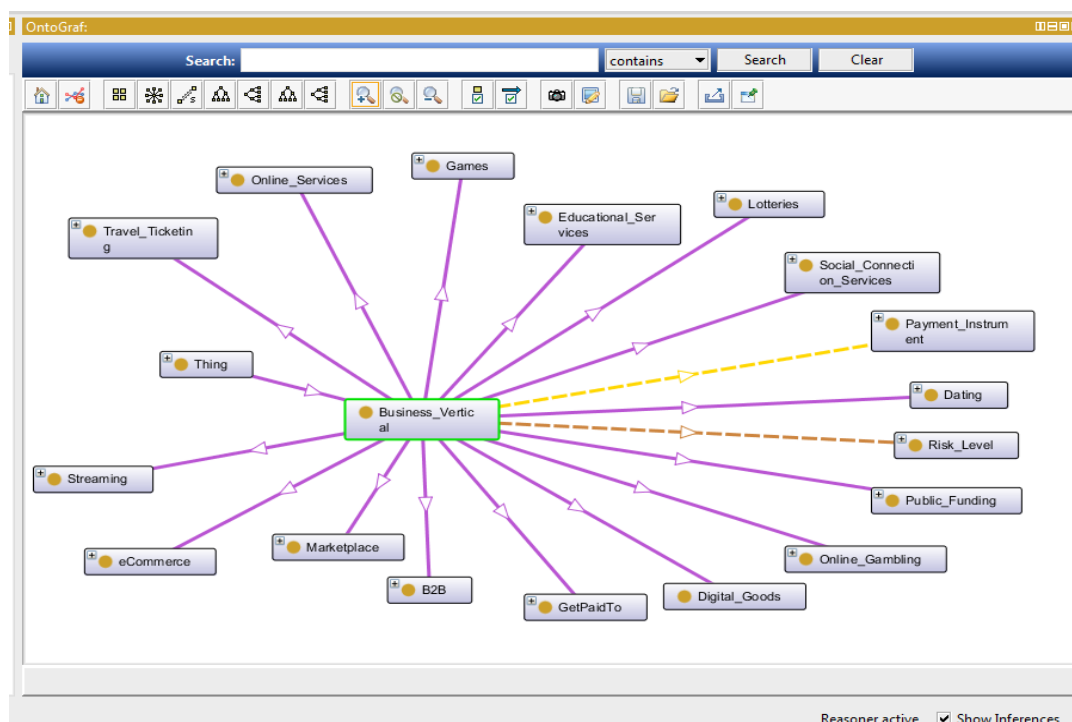 OntoGraf:
Search:
contains
Search
Clear
Games
Online_Services
Lotteries
Educational_Ser
vices
Travel_Ticketin
g
Social_Connecti
on_Services
Payment_Instrum
ent
Thing
Dating
Business_Vertic
al
Risk_Level
Streaming
Public_Funding
Marketplace
eCommerce
Online_Gambling
B2B
Digital_Goods
GetPaidTo
Reasoner active
Show Inferences